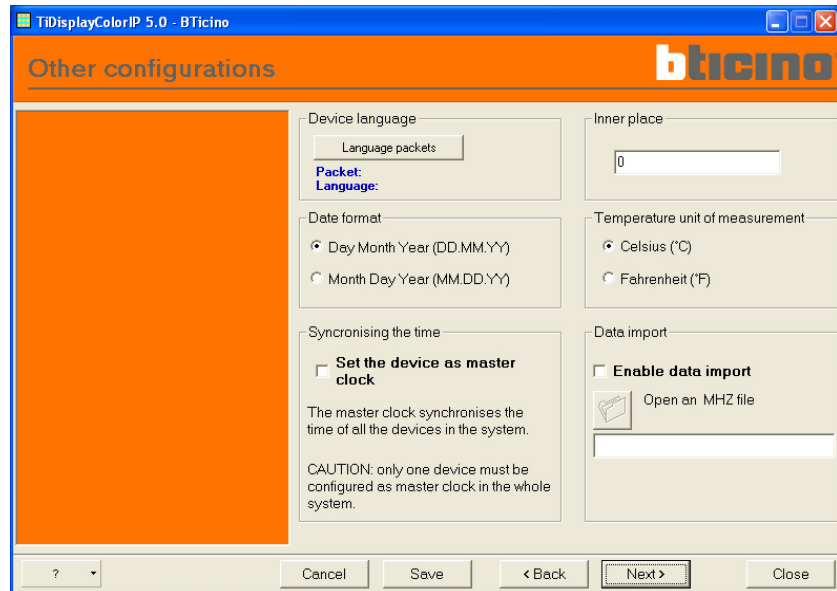 TiDisplayColorIP 5.0 - BTicino
Other configurations
bticino
Device language
Language packets
Packet:
Language:
Inner place
0
Date format
Day Month Year (DD.MM.YY)
Month Day Year (MM.DD.YY)
Temperature unit of measurement
Celsius (°C)
Fahrenheit (°F)
Syncronising the time
Set the device as master
clock
The master clock synchronises the
time of all the devices in the system.
CAUTION: only one device must be
configured as master clock in the whole
system.
Data import
Enable data import
Open an MHZ file
?
Cancel
Save
< Back
Next >
Close